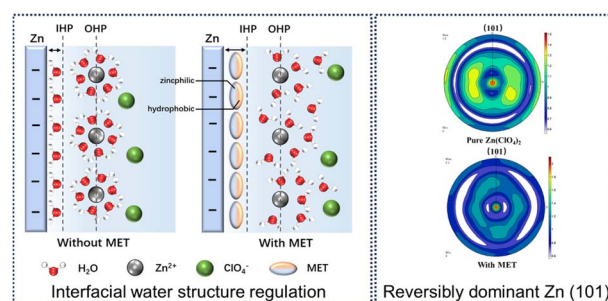 Zn IHP OHP
Zn IHP OHP
zincphilic
hydrophobic
Without MET
With MET
H₂O Zn²⁺ ClO₄⁻ MET
Interfacial water structure regulation
(101)
Pure Zn(ClO₄)₂
(101)
With MET
Reversibly dominant Zn (101)